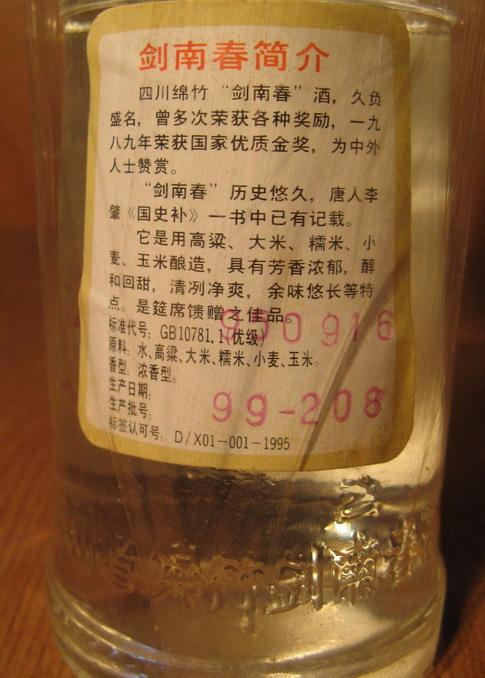 剑南春简介
四川绵竹“剑南春”酒，久负
盛名，曾多次荣获各种奖励，一九
八九年荣获国家优质金奖，为中外
人士赞赏。
“剑南春”历史悠久，唐人李
肇《国史补》一书中已有记载。
它是用高粱、大米、糯米、小
麦、玉米酿造，具有芳香浓郁，醇
和回甜，清冽净爽，余味悠长等特
点。是筵席馈赠之佳品。
标准代号：GB10781.1（优级）
990916
原料：水、高粱、大米、糯米、小麦、玉米。
香型：浓香型。
生产日期：
生产批号：
99-208
标签认可号：D/X01-001-1995
剑南春